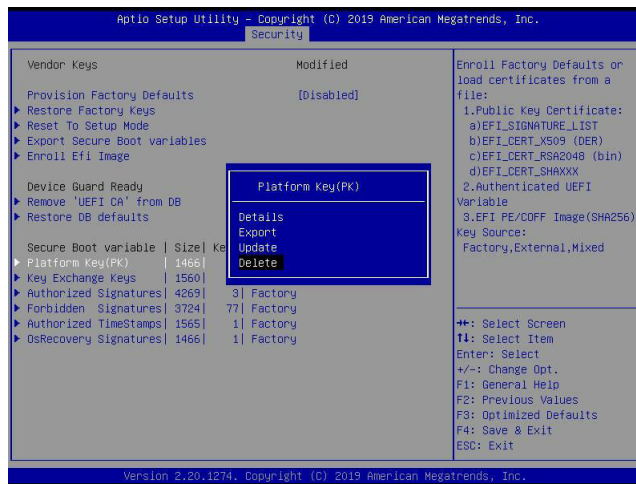 Aptio Setup Utility – Copyright (C) 2019 American Megatrends, Inc.
Security
Vendor Keys Modified
Provision Factory Defaults [Disabled]
Restore Factory Keys
Reset To Setup Mode
Export Secure Boot variables
Enroll Efi Image
Device Guard Ready
Remove 'UEFI CA' from DB
Restore DB defaults
Secure Boot variable | Size| Ke
Platform Key(PK) | 1466|
Key Exchange Keys | 1560|
Authorized Signatures| 4269| 3| Factory
Forbidden Signatures| 3724| 77| Factory
Authorized TimeStamps| 1565| 1| Factory
OsRecovery Signatures| 1466| 1| Factory
Platform Key(PK)
Details
Export
Update
Delete
Enroll Factory Defaults or
load certificates from a
file:
1.Public Key Certificate:
a)EFI_SIGNATURE_LIST
b)EFI_CERT_X509 (DER)
c)EFI_CERT_RSA2048 (bin)
d)EFI_CERT_SHAXXX
2.Authenticated UEFI
Variable
3.EFI PE/COFF Image(SHA256)
Key Source:
Factory,External,Mixed
→←: Select Screen
↑↓: Select Item
Enter: Select
+/-: Change Opt.
F1: General Help
F2: Previous Values
F3: Optimized Defaults
F4: Save & Exit
ESC: Exit
Version 2.20.1274. Copyright (C) 2019 American Megatrends, Inc.